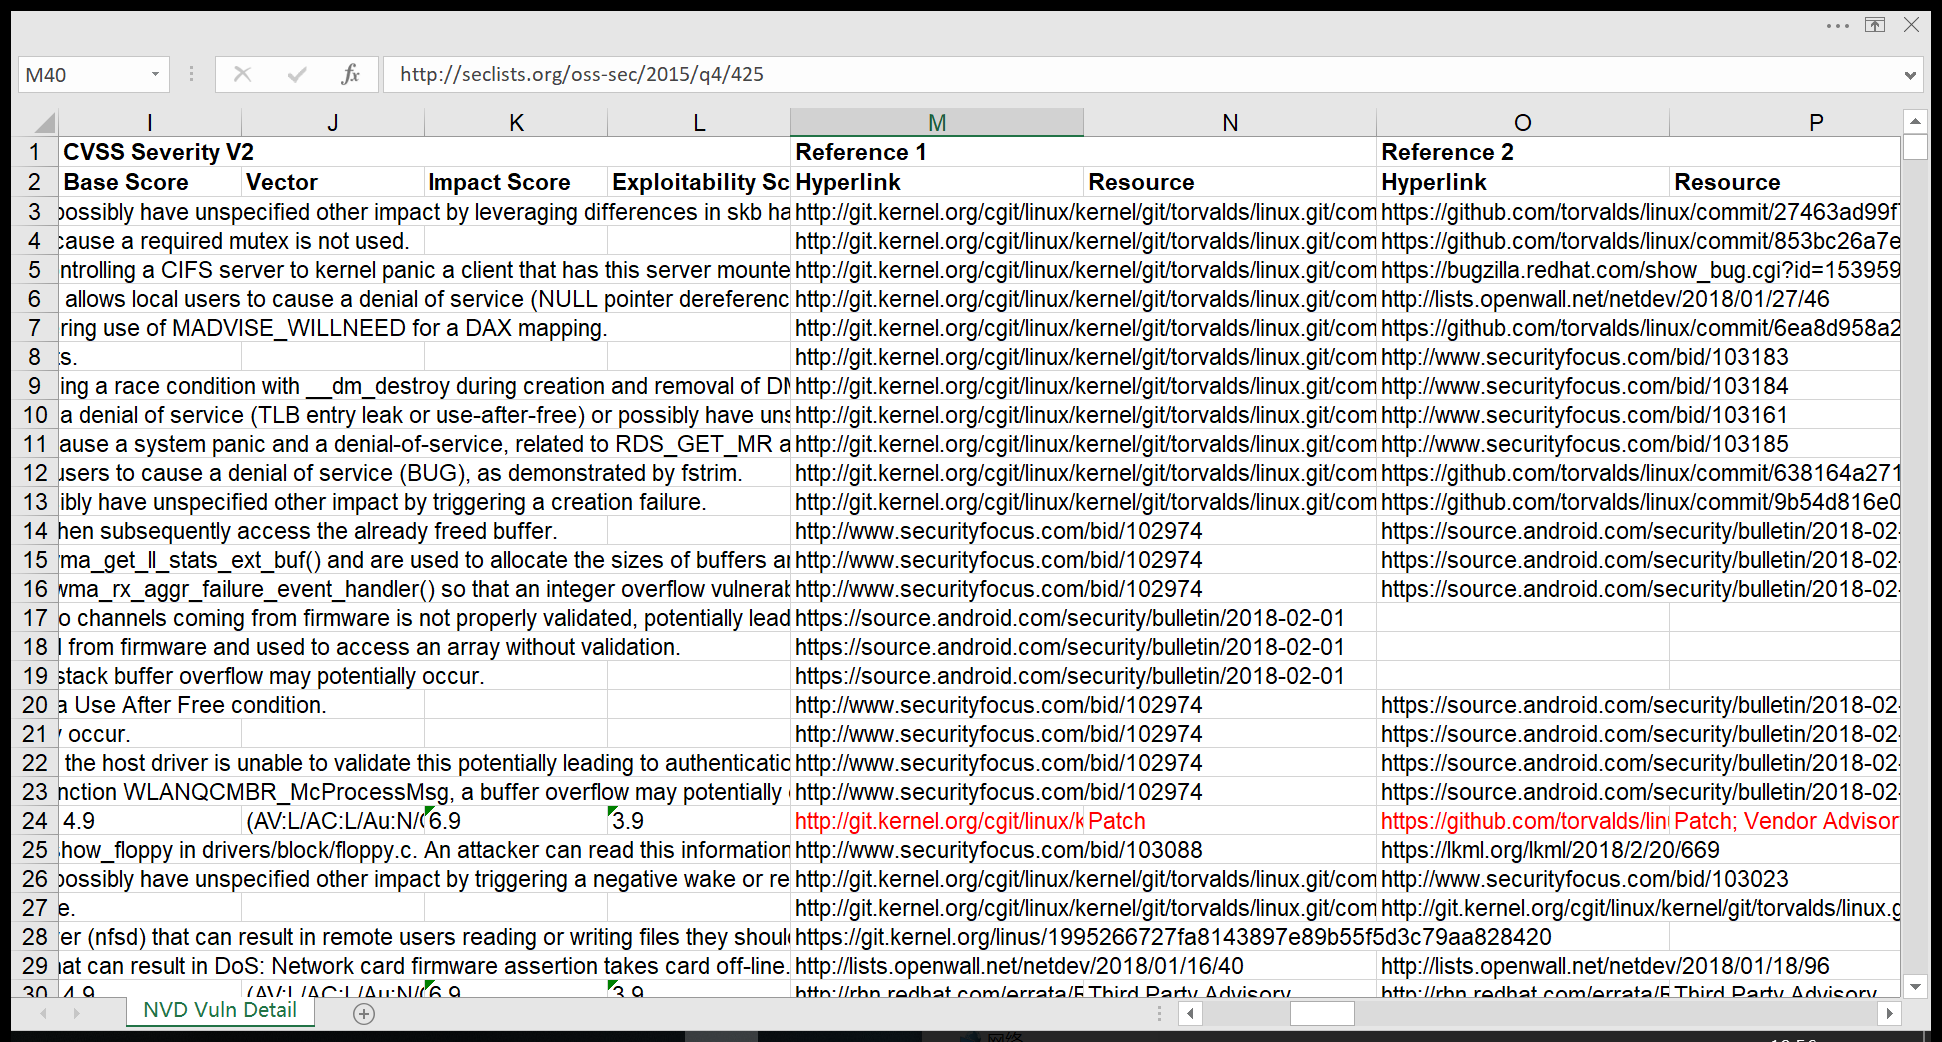 M40 fx http://seclists.org/oss-sec/2015/q4/425
I J K L M N O P
1 CVSS Severity V2 Reference 1 Reference 2
2 Base Score Vector Impact Score Exploitability Sc Hyperlink Resource Hyperlink Resource
3 possibly have unspecified other impact by leveraging differences in skb ha http://git.kernel.org/cgit/linux/kernel/git/torvalds/linux.git/com https://github.com/torvalds/linux/commit/27463ad99f
4 cause a required mutex is not used. http://git.kernel.org/cgit/linux/kernel/git/torvalds/linux.git/com https://github.com/torvalds/linux/commit/853bc26a7e
5 ntrolling a CIFS server to kernel panic a client that has this server mounte http://git.kernel.org/cgit/linux/kernel/git/torvalds/linux.git/com https://bugzilla.redhat.com/show_bug.cgi?id=153959
6 allows local users to cause a denial of service (NULL pointer dereferenc http://git.kernel.org/cgit/linux/kernel/git/torvalds/linux.git/com http://lists.openwall.net/netdev/2018/01/27/46
7 ring use of MADVISE_WILLNEED for a DAX mapping. http://git.kernel.org/cgit/linux/kernel/git/torvalds/linux.git/com https://github.com/torvalds/linux/commit/6ea8d958a2
8 ts. http://git.kernel.org/cgit/linux/kernel/git/torvalds/linux.git/com http://www.securityfocus.com/bid/103183
9 ing a race condition with __dm_destroy during creation and removal of DM http://git.kernel.org/cgit/linux/kernel/git/torvalds/linux.git/com http://www.securityfocus.com/bid/103184
10 a denial of service (TLB entry leak or use-after-free) or possibly have uns http://git.kernel.org/cgit/linux/kernel/git/torvalds/linux.git/com http://www.securityfocus.com/bid/103161
11 ause a system panic and a denial-of-service, related to RDS_GET_MR a http://git.kernel.org/cgit/linux/kernel/git/torvalds/linux.git/com http://www.securityfocus.com/bid/103185
12 users to cause a denial of service (BUG), as demonstrated by fstrim. http://git.kernel.org/cgit/linux/kernel/git/torvalds/linux.git/com https://github.com/torvalds/linux/commit/638164a271
13 ibly have unspecified other impact by triggering a creation failure. http://git.kernel.org/cgit/linux/kernel/git/torvalds/linux.git/com https://github.com/torvalds/linux/commit/9b54d816e0
14 hen subsequently access the already freed buffer. http://www.securityfocus.com/bid/102974 https://source.android.com/security/bulletin/2018-02-
15 ma_get_ll_stats_ext_buf() and are used to allocate the sizes of buffers ar http://www.securityfocus.com/bid/102974 https://source.android.com/security/bulletin/2018-02-
16 wma_rx_aggr_failure_event_handler() so that an integer overflow vulnerab http://www.securityfocus.com/bid/102974 https://source.android.com/security/bulletin/2018-02-
17 o channels coming from firmware is not properly validated, potentially lead https://source.android.com/security/bulletin/2018-02-01
18 from firmware and used to access an array without validation. https://source.android.com/security/bulletin/2018-02-01
19 stack buffer overflow may potentially occur. https://source.android.com/security/bulletin/2018-02-01
20 a Use After Free condition. http://www.securityfocus.com/bid/102974 https://source.android.com/security/bulletin/2018-02-
21 occur. http://www.securityfocus.com/bid/102974 https://source.android.com/security/bulletin/2018-02-
22 the host driver is unable to validate this potentially leading to authenticatic http://www.securityfocus.com/bid/102974 https://source.android.com/security/bulletin/2018-02-
23 nction WLANQCMBR_McProcessMsg, a buffer overflow may potentially http://www.securityfocus.com/bid/102974 https://source.android.com/security/bulletin/2018-02-
24 4.9 (AV:L/AC:L/Au:N/ 6.9 3.9 http://git.kernel.org/cgit/linux/k Patch https://github.com/torvalds/lin Patch; Vendor Advisor
25 show_floppy in drivers/block/floppy.c. An attacker can read this information http://www.securityfocus.com/bid/103088 https://lkml.org/lkml/2018/2/20/669
26 possibly have unspecified other impact by triggering a negative wake or re http://git.kernel.org/cgit/linux/kernel/git/torvalds/linux.git/com http://www.securityfocus.com/bid/103023
27 e. http://git.kernel.org/cgit/linux/kernel/git/torvalds/linux.git/com http://git.kernel.org/cgit/linux/kernel/git/torvalds/linux.g
28 er (nfsd) that can result in remote users reading or writing files they shoul https://git.kernel.org/linus/1995266727fa8143897e89b55f5d3c79aa828420
29 at can result in DoS: Network card firmware assertion takes card off-line. http://lists.openwall.net/netdev/2018/01/16/40 http://lists.openwall.net/netdev/2018/01/18/96
30 4.9 (AV:L/AC:L/Au:N/ 6.9 3.9 http://rhn.redhat.com/errata/R Third Party Advisory http://rhn.redhat.com/errata/R Third Party Advisory
NVD Vuln Detail